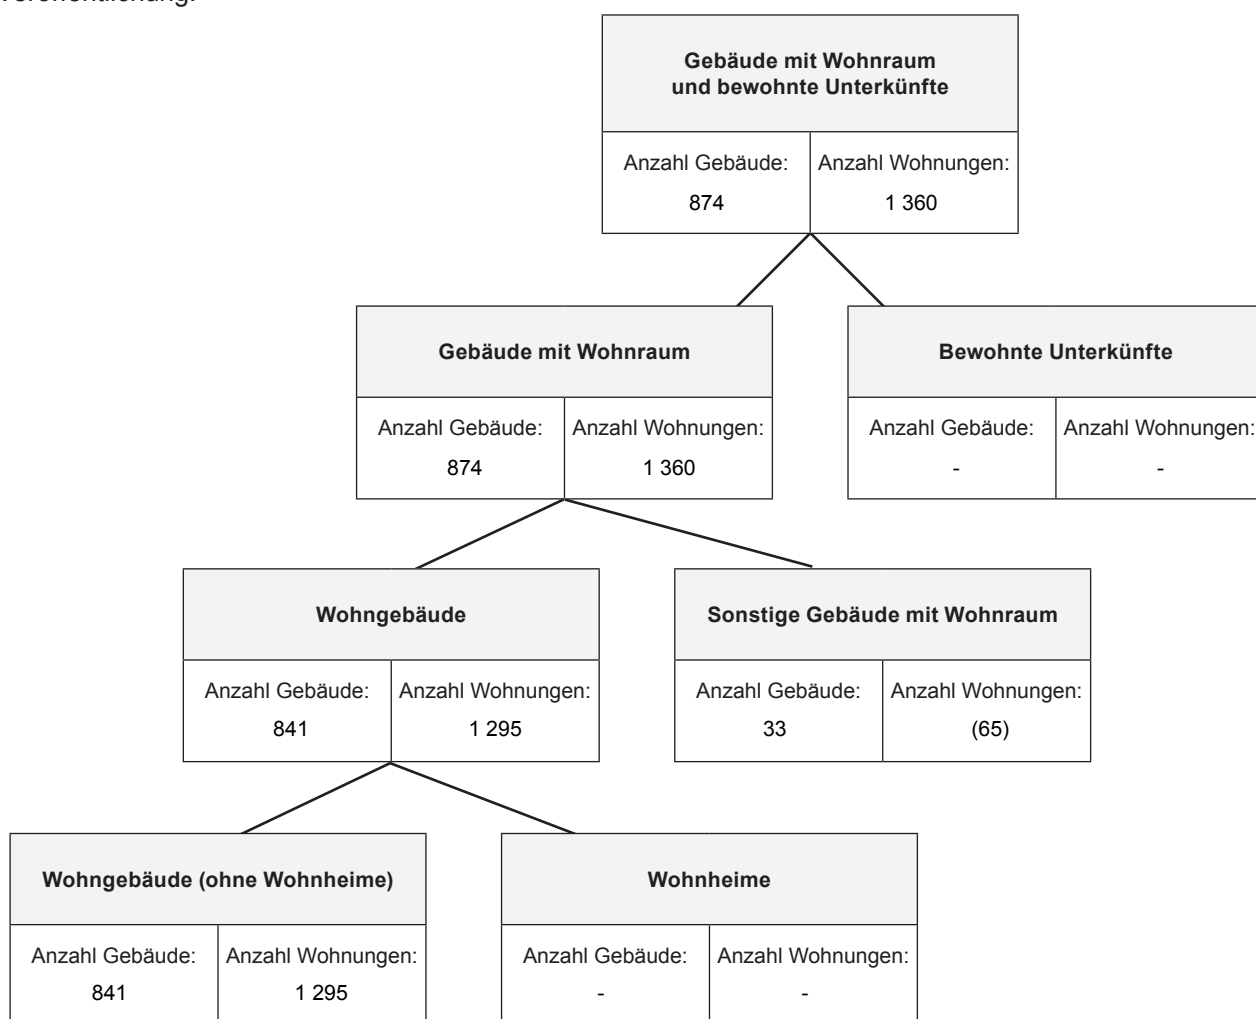 Veröffentlichung.
Gebäude mit Wohnraum
und bewohnte Unterkünfte
Anzahl Gebäude: Anzahl Wohnungen:
874 1 360
Gebäude mit Wohnraum Bewohnte Unterkünfte
Anzahl Gebäude: Anzahl Wohnungen: Anzahl Gebäude: Anzahl Wohnungen:
874 1 360 - -
Wohngebäude Sonstige Gebäude mit Wohnraum
Anzahl Gebäude: Anzahl Wohnungen: Anzahl Gebäude: Anzahl Wohnungen:
841 1 295 33 (65)
Wohngebäude (ohne Wohnheime) Wohnheime
Anzahl Gebäude: Anzahl Wohnungen: Anzahl Gebäude: Anzahl Wohnungen:
841 1 295 - -